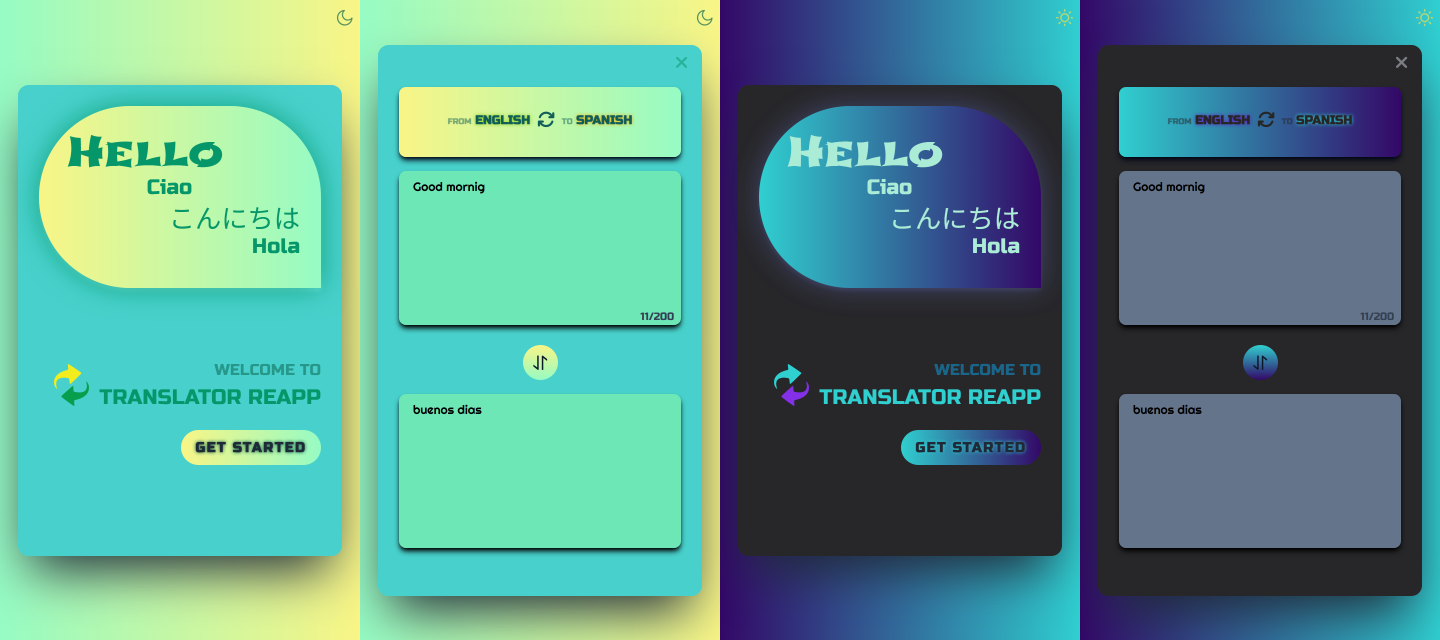 HELLO
Ciao
こんにちは
Hola
WELCOME TO
TRANSLATOR REAPP
GET STARTED
FROM ENGLISH TO SPANISH
Good mornig
11/200
buenos dias
HELLO
Ciao
こんにちは
Hola
WELCOME TO
TRANSLATOR REAPP
GET STARTED
FROM ENGLISH TO SPANISH
Good mornig
11/200
buenos dias